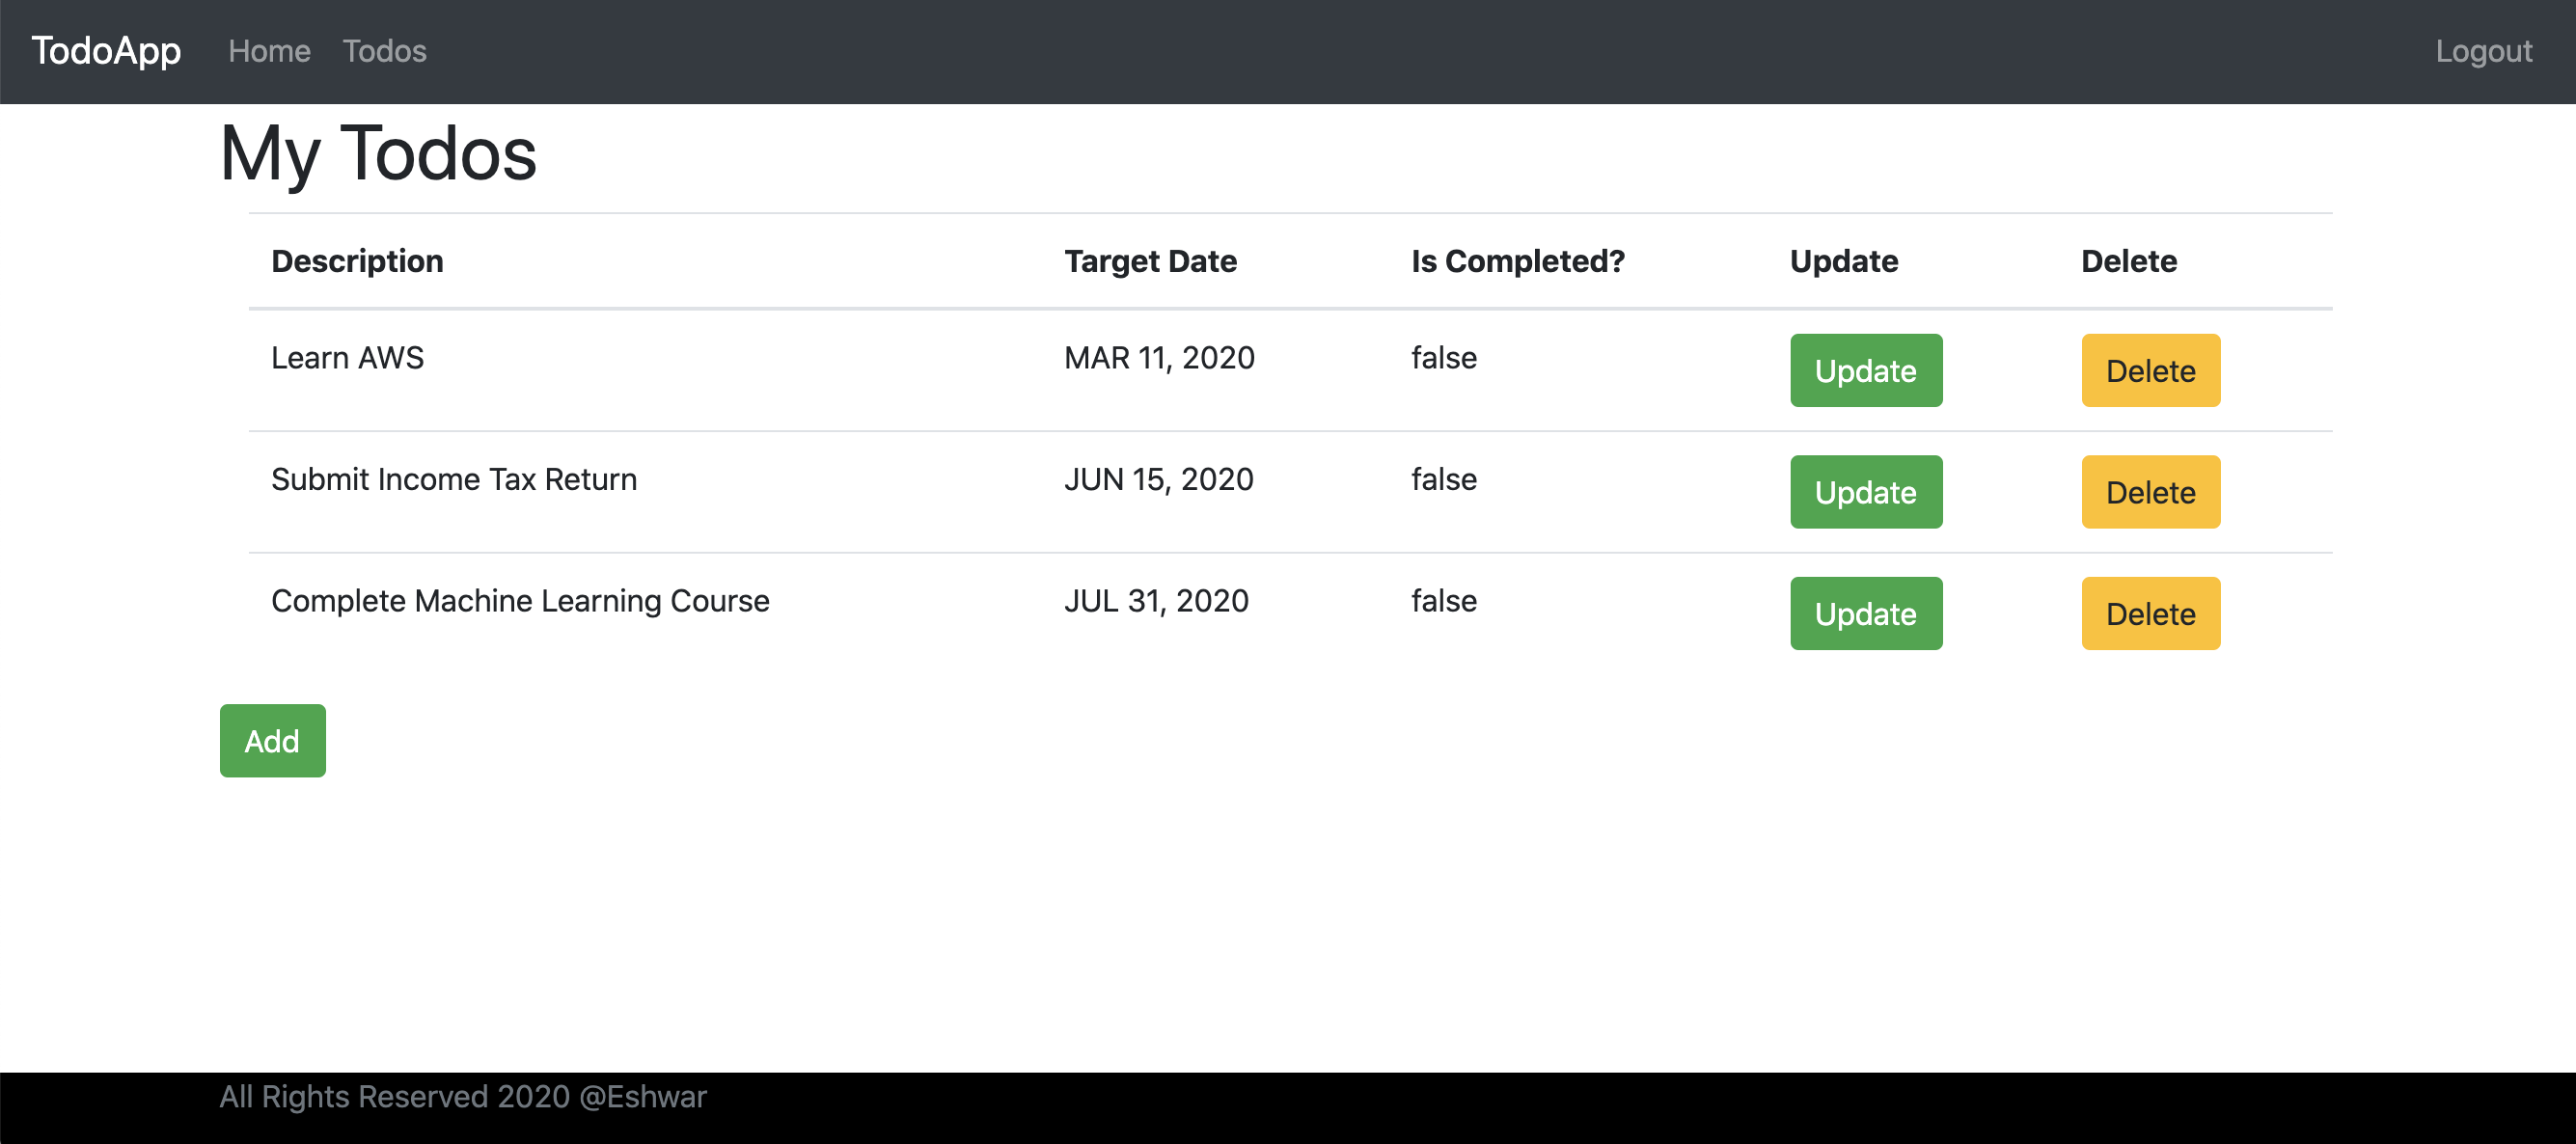 TodoApp Home Todos Logout
My Todos
Description Target Date Is Completed? Update Delete
Learn AWS MAR 11, 2020 false Update Delete
Submit Income Tax Return JUN 15, 2020 false Update Delete
Complete Machine Learning Course JUL 31, 2020 false Update Delete
Add
All Rights Reserved 2020 @Eshwar